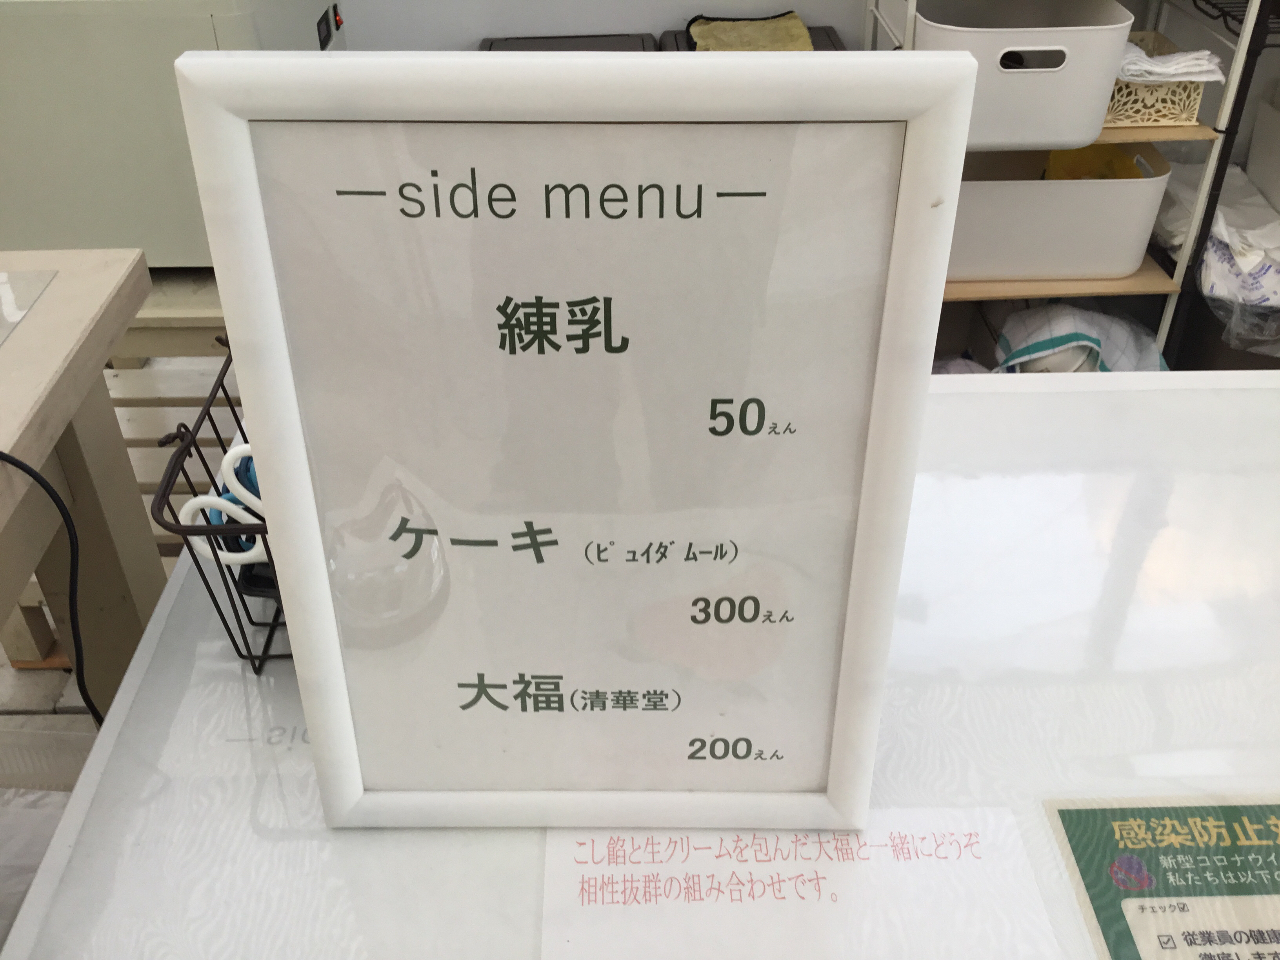 —side menu—
練乳
50えん
ケーキ（ﾋﾟｭｲﾀﾞﾑｰﾙ）
300えん
大福（清華堂）
200えん
こし餡と生クリームを包んだ大福と一緒にどうぞ
相性抜群の組み合わせです。
感染防止
新型コロナウイ
私たちは以下の
チェック☑
☑ 従業員の健康
徹底します